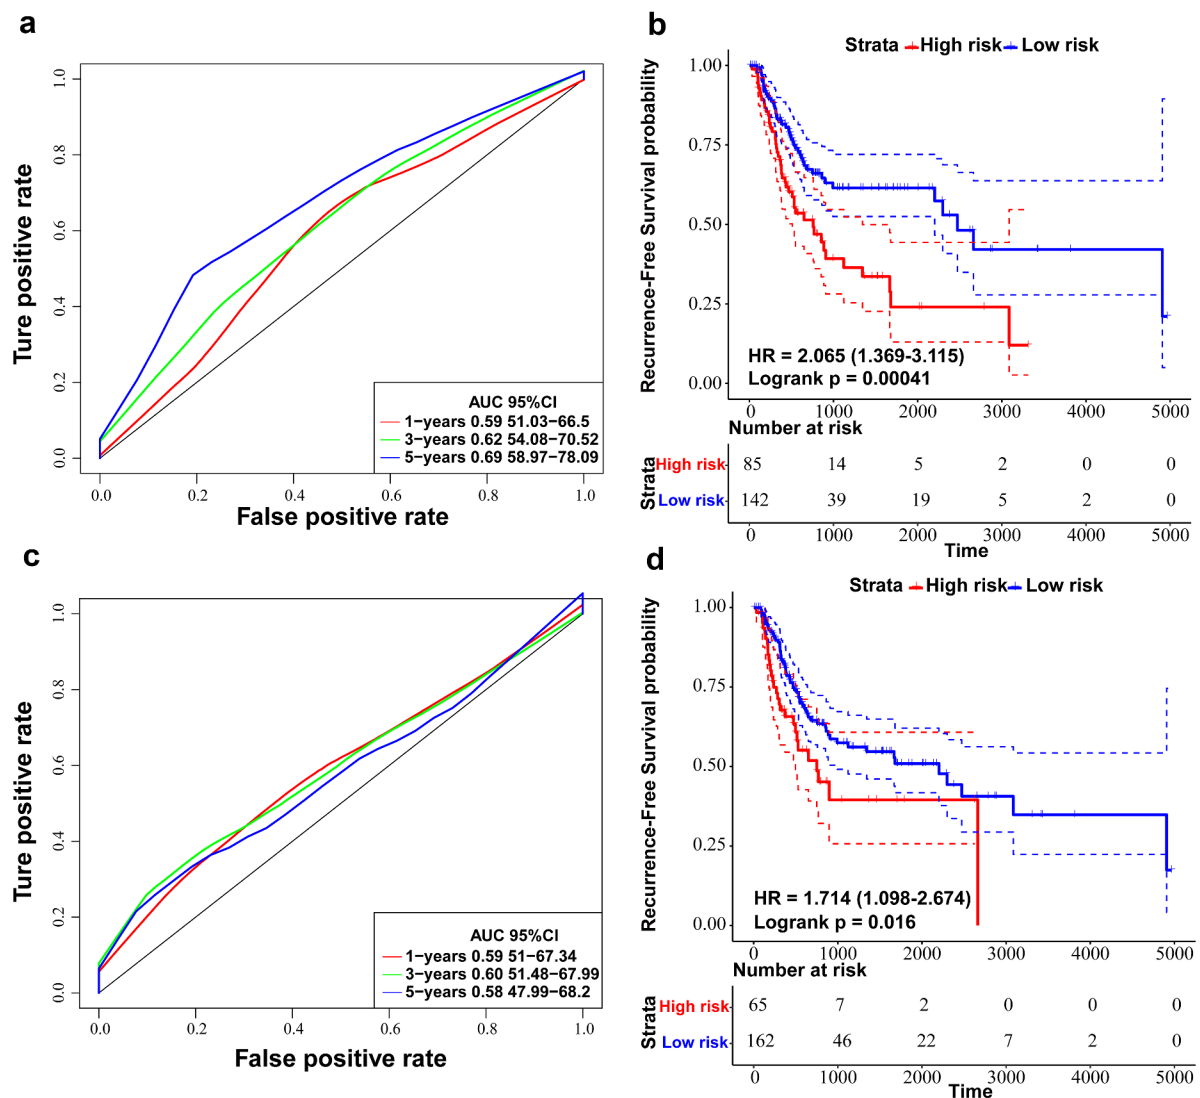 a
Ture positive rate
1.0
0.8
0.6
0.4
0.2
0.0
AUC 95%CI
1−years 0.59 51.03−66.5
3−years 0.62 54.08−70.52
5−years 0.69 58.97−78.09
0.0 0.2 0.4 0.6 0.8 1.0
False positive rate
b
Strata High risk Low risk
Recurrence-Free Survival probability
1.00
0.75
0.50
0.25
0.00
HR = 2.065 (1.369-3.115)
Logrank p = 0.00041
0 1000 2000 3000 4000 5000
Number at risk
Strata
High risk 85 14 5 2 0 0
Low risk 142 39 19 5 2 0
0 1000 2000 3000 4000 5000
Time
c
Ture positive rate
1.0
0.8
0.6
0.4
0.2
0.0
AUC 95%CI
1−years 0.59 51−67.34
3−years 0.60 51.48−67.99
5−years 0.58 47.99−68.2
0.0 0.2 0.4 0.6 0.8 1.0
False positive rate
d
Strata High risk Low risk
Recurrence-Free Survival probability
1.00
0.75
0.50
0.25
0.00
HR = 1.714 (1.098-2.674)
Logrank p = 0.016
0 1000 2000 3000 4000 5000
Number at risk
Strata
High risk 65 7 2 0 0 0
Low risk 162 46 22 7 2 0
0 1000 2000 3000 4000 5000
Time